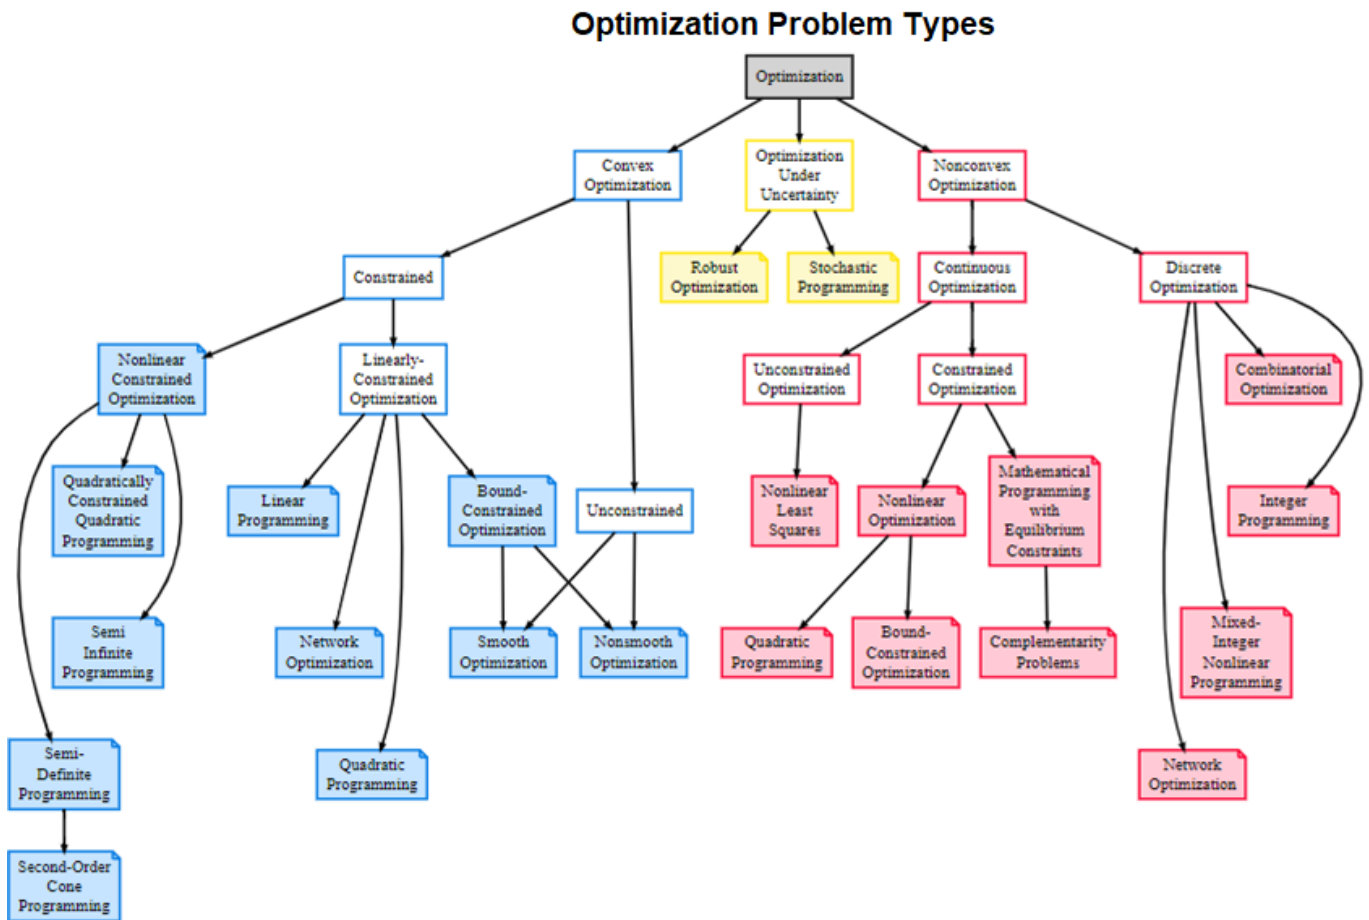 Optimization Problem Types
Optimization
Convex
Optimization
Optimization
Under
Uncertainty
Nonconvex
Optimization
Constrained
Robust
Optimization
Stochastic
Programming
Continuous
Optimization
Discrete
Optimization
Nonlinear
Constrained
Optimization
Linearly-
Constrained
Optimization
Unconstrained
Optimization
Constrained
Optimization
Combinatorial
Optimization
Quadratically
Constrained
Quadratic
Programming
Linear
Programming
Bound-
Constrained
Optimization
Unconstrained
Nonlinear
Least
Squares
Nonlinear
Optimization
Mathematical
Programming
with
Equilibrium
Constraints
Integer
Programming
Semi
Infinite
Programming
Network
Optimization
Smooth
Optimization
Nonsmooth
Optimization
Quadratic
Programming
Bound-
Constrained
Optimization
Complementarity
Problems
Mixed-
Integer
Nonlinear
Programming
Semi-
Definite
Programming
Quadratic
Programming
Network
Optimization
Second-Order
Cone
Programming